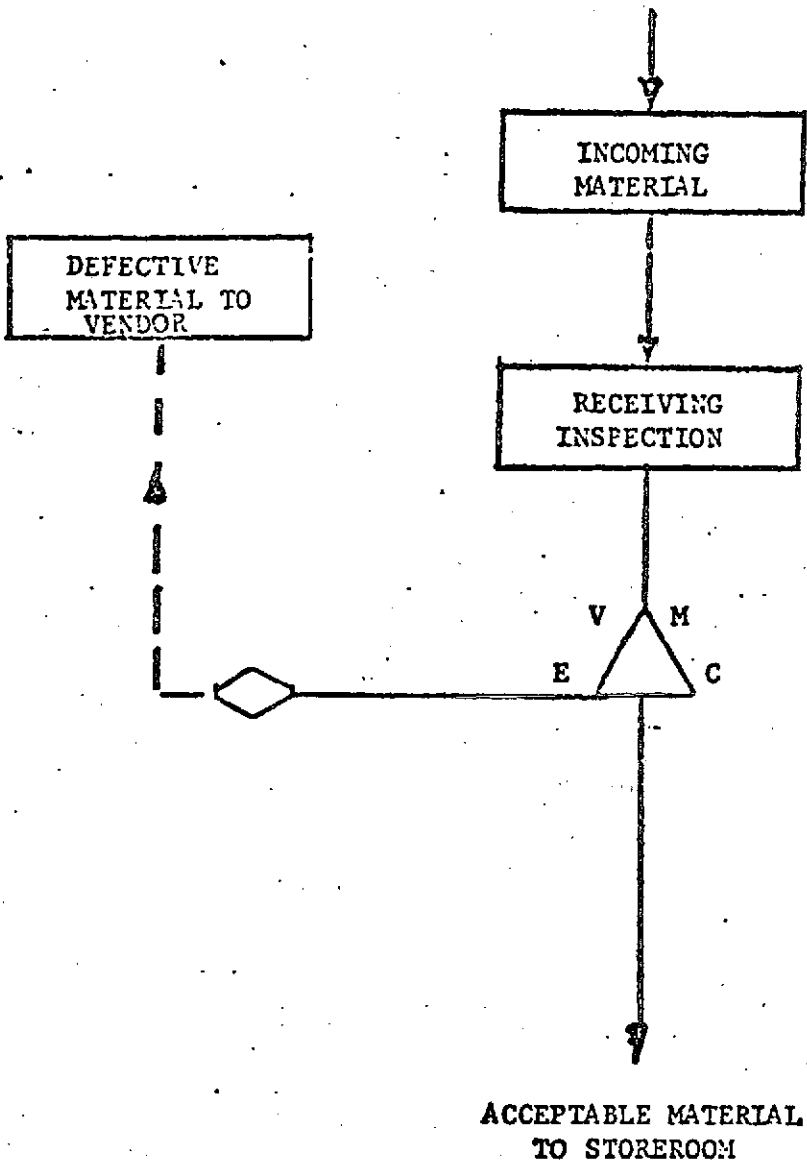 INCOMING
MATERIAL
DEFECTIVE
MATERIAL TO
VENDOR
RECEIVING
INSPECTION
V M
E C
ACCEPTABLE MATERIAL
TO STOREROOM